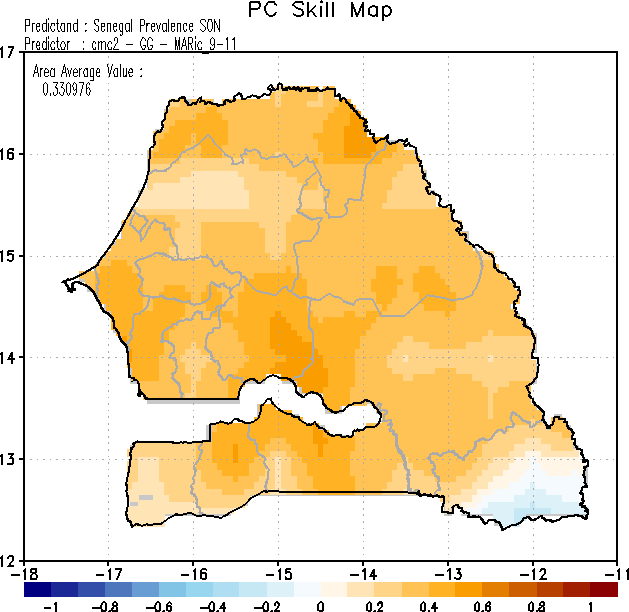 PC Skill Map
Predictand : Senegal Prevalence SON
Predictor : cmc2 - GG - MARic_9-11
Area Average Value :
0.330976
17
16
15
14
13
12
-18 -17 -16 -15 -14 -13 -12 -11
-1 -0.8 -0.6 -0.4 -0.2 0 0.2 0.4 0.6 0.8 1